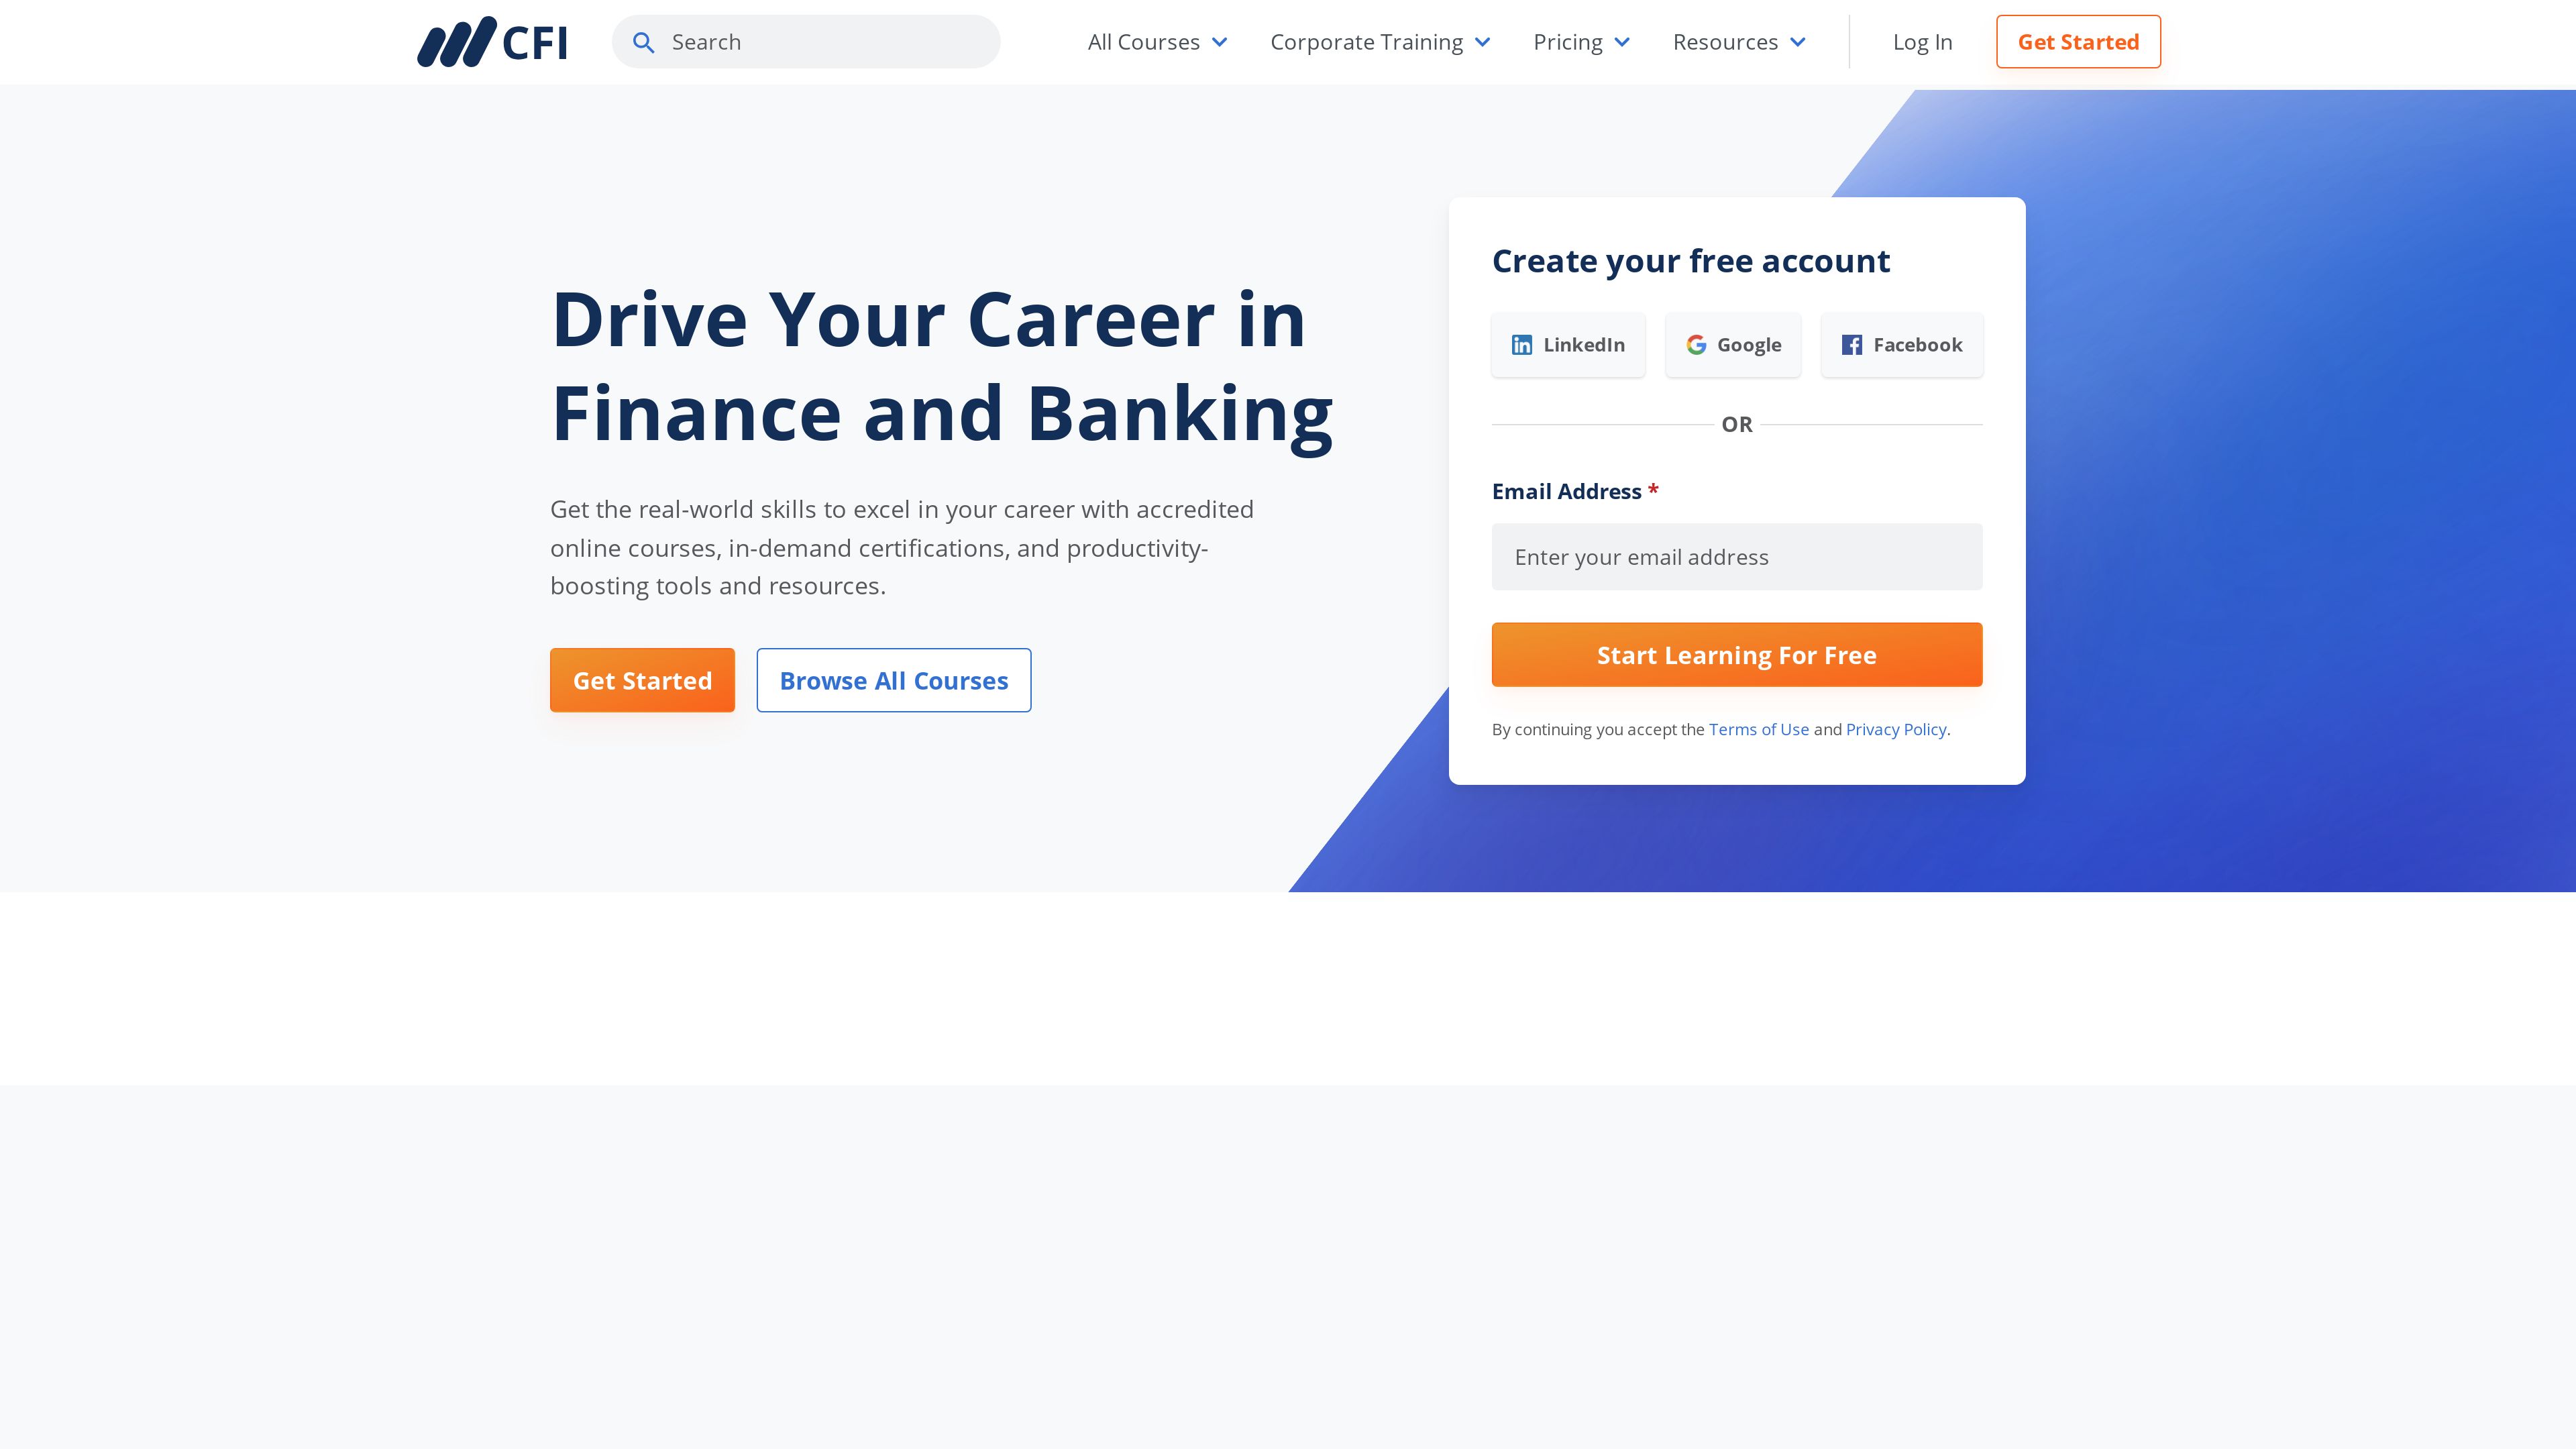 CFI
Search
All Courses
Corporate Training
Pricing
Resources
Log In
Get Started
Drive Your Career in
Finance and Banking
Get the real-world skills to excel in your career with accredited
online courses, in-demand certifications, and productivity-
boosting tools and resources.
Get Started
Browse All Courses
Create your free account
LinkedIn
Google
Facebook
OR
Email Address *
Enter your email address
Start Learning For Free
By continuing you accept the Terms of Use and Privacy Policy.